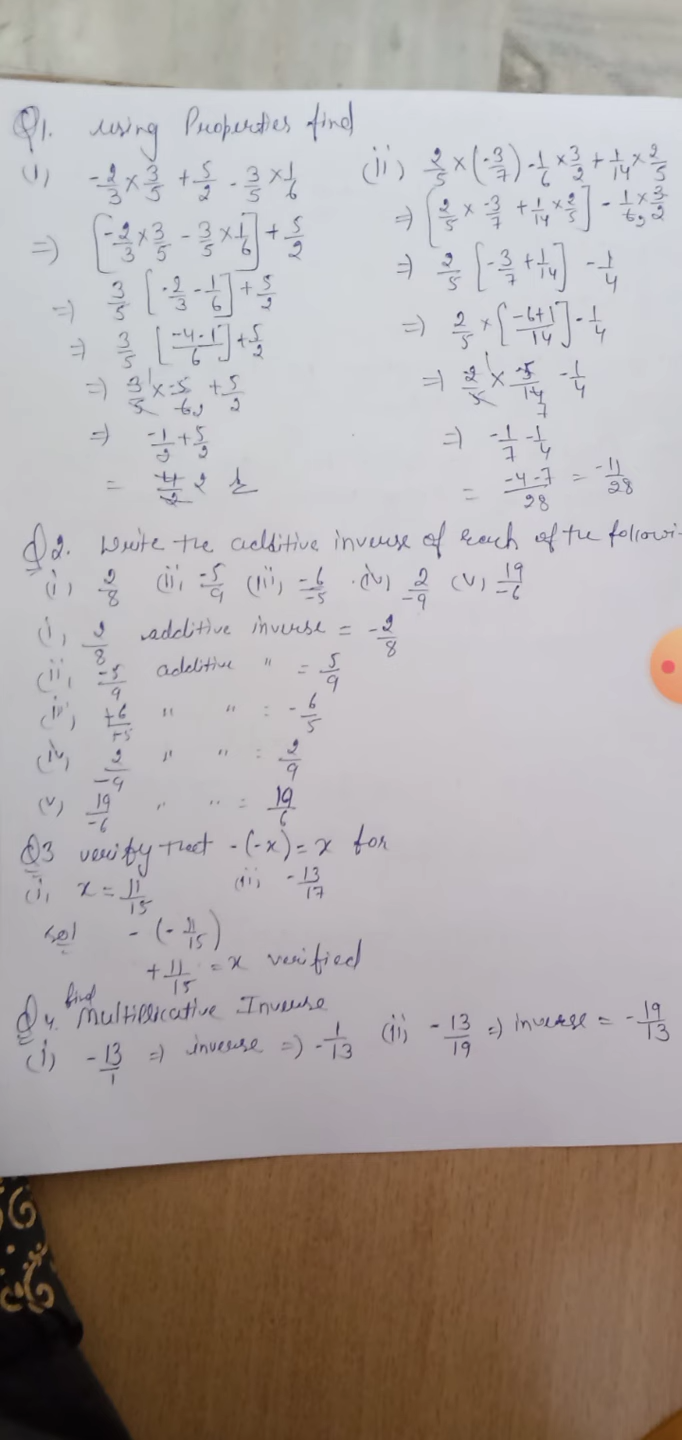 Q1. using Properties find
(i) -2/3 × 3/5 + 5/2 - 3/5 × 1/6
⇒ [-2/3 × 3/5 - 3/5 × 1/6] + 5/2
⇒ 3/5 [-2/3 - 1/6] + 5/2
⇒ 3/5 [-4-1/6] + 5/2
⇒ 3/5 × -5/6 + 5/2
⇒ -1/2 + 5/2
= 4/2 2
(ii) 2/5 × (-3/7) - 1/6 × 3/2 + 1/14 × 2/5
⇒ [2/5 × -3/7 + 1/14 × 2/5] - 1/6 × 3/2
⇒ 2/5 [-3/7 + 1/14] - 1/4
⇒ 2/5 × [-6+1/14] - 1/4
⇒ 2/5 × -5/14 - 1/4
⇒ -1/7 - 1/4
= -4-7/28 = -11/28
Q2. Write the additive inverse of each of the followi-
(i) 2/8 (ii) -5/9 (iii) -6/-5 (iv) 2/-9 (v) 19/-6
(i) 2/8 additive inverse = -2/8
(ii) -5/9 additive " = 5/9
(iii) +6/+5 " " = -6/5
(iv) 2/-9 " " = 2/9
(v) 19/-6 " " = 19/6
Q3 verify that -(-x) = x for
(i) x = 11/15 (ii) -13/17
sol -(-11/15)
+11/15 = x verified
Q4. find Multiplicative Inverse
(i) -13/1 ⇒ inverse ⇒ -1/13 (ii) -13/19 ⇒ inverse = -19/13